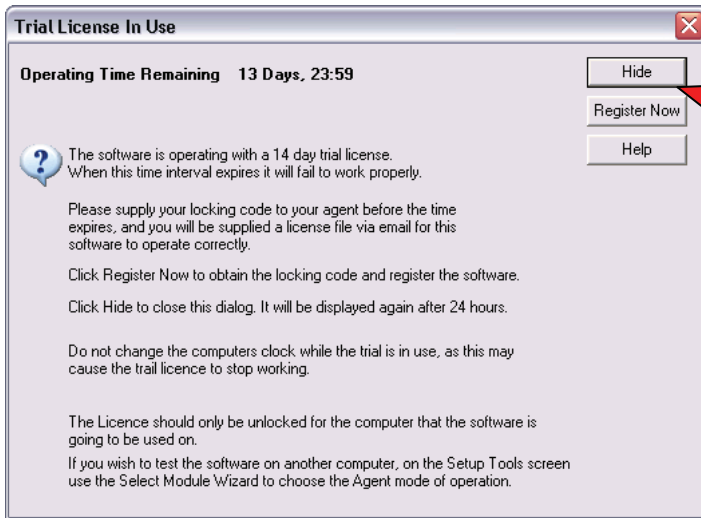 Trial License In Use
Operating Time Remaining 13 Days, 23:59
Hide
Register Now
Help
The software is operating with a 14 day trial license.
When this time interval expires it will fail to work properly.
Please supply your locking code to your agent before the time
expires, and you will be supplied a license file via email for this
software to operate correctly.
Click Register Now to obtain the locking code and register the software.
Click Hide to close this dialog. It will be displayed again after 24 hours.
Do not change the computers clock while the trial is in use, as this may
cause the trail licence to stop working.
The Licence should only be unlocked for the computer that the software is
going to be used on.
If you wish to test the software on another computer, on the Setup Tools screen
use the Select Module Wizard to choose the Agent mode of operation.